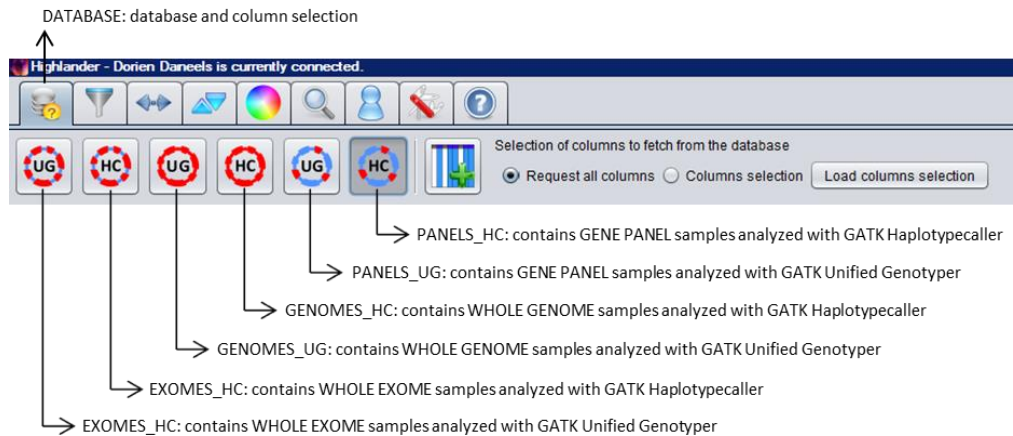 DATABASE: database and column selection
Highlander - Dorien Daneels is currently connected.
UG HC UG HC UG HC
Selection of columns to fetch from the database
Request all columns Columns selection Load columns selection
PANELS_HC: contains GENE PANEL samples analyzed with GATK Haplotypecaller
PANELS_UG: contains GENE PANEL samples analyzed with GATK Unified Genotyper
GENOMES_HC: contains WHOLE GENOME samples analyzed with GATK Haplotypecaller
GENOMES_UG: contains WHOLE GENOME samples analyzed with GATK Unified Genotyper
EXOMES_HC: contains WHOLE EXOME samples analyzed with GATK Haplotypecaller
EXOMES_HC: contains WHOLE EXOME samples analyzed with GATK Unified Genotyper